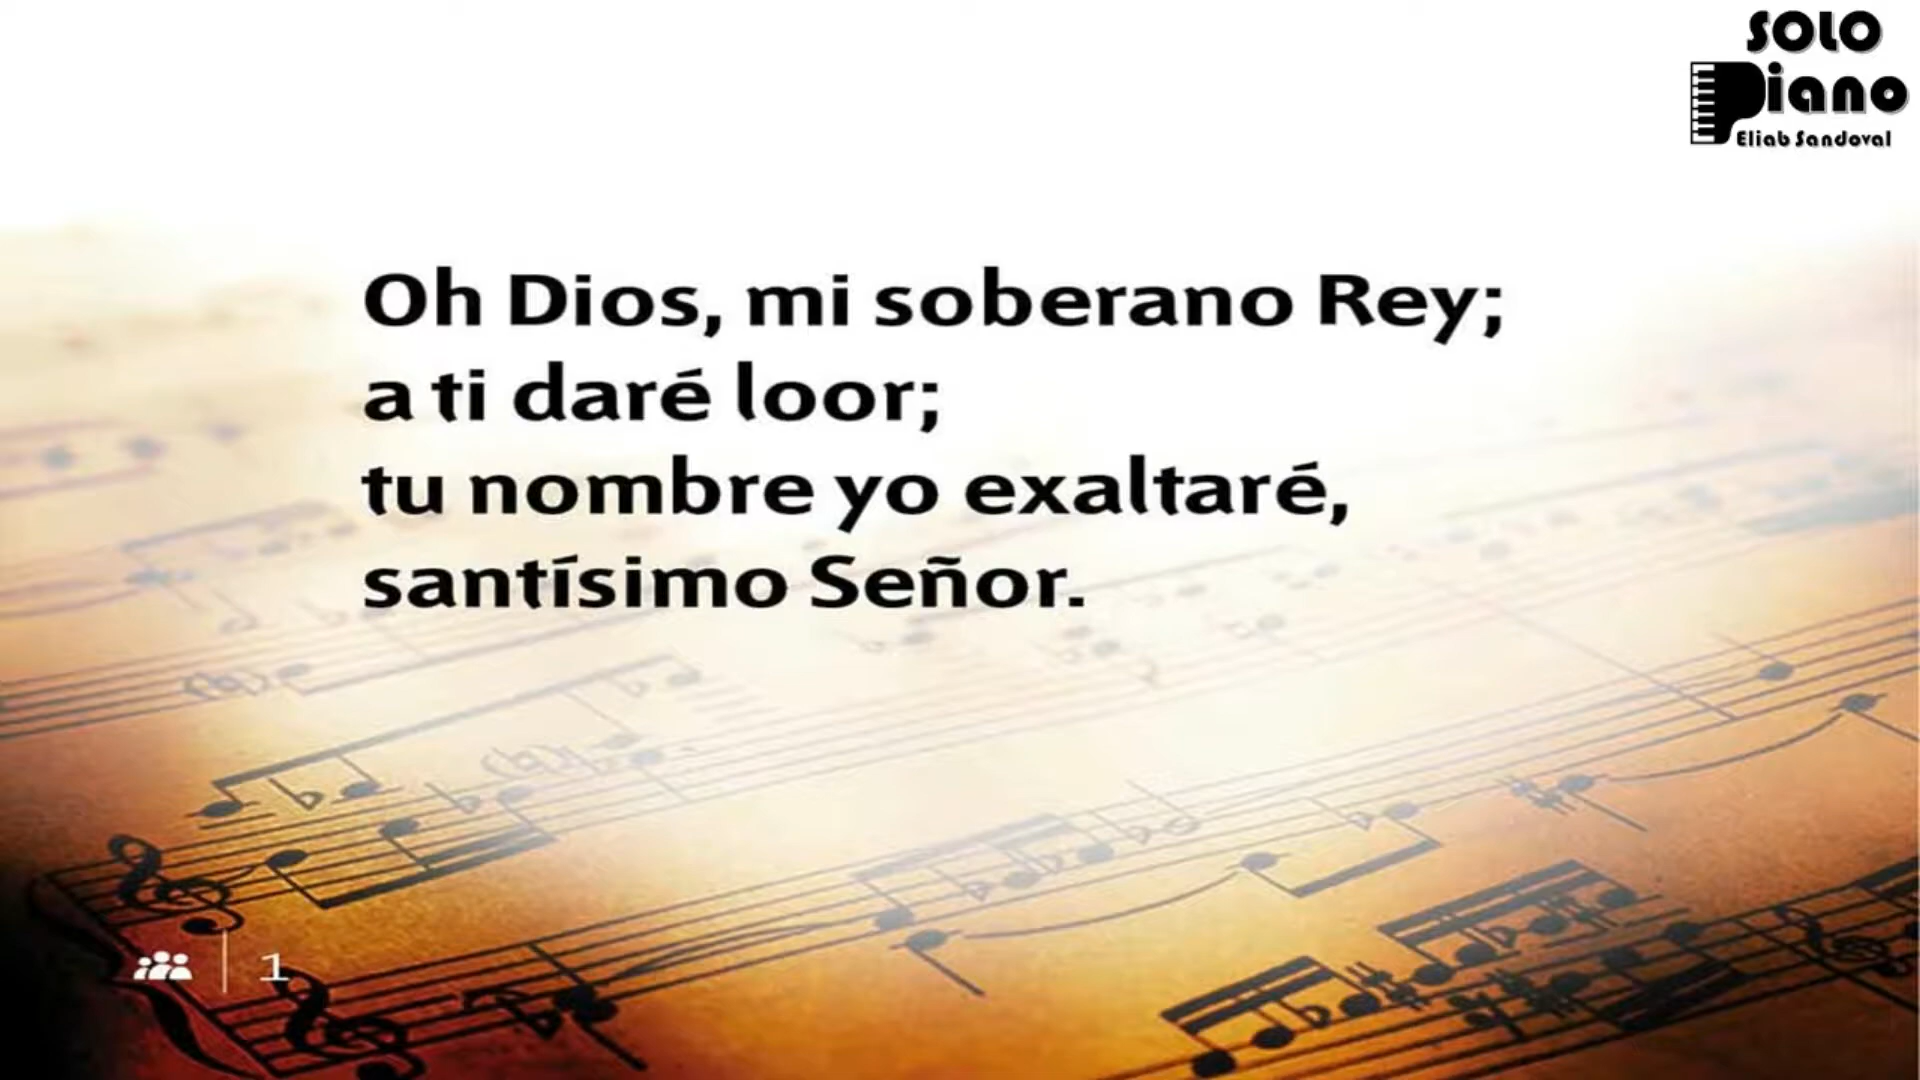 SOLO
Piano
Eliab Sandoval
Oh Dios, mi soberano Rey;
a ti daré loor;
tu nombre yo exaltaré,
santísimo Señor.
1